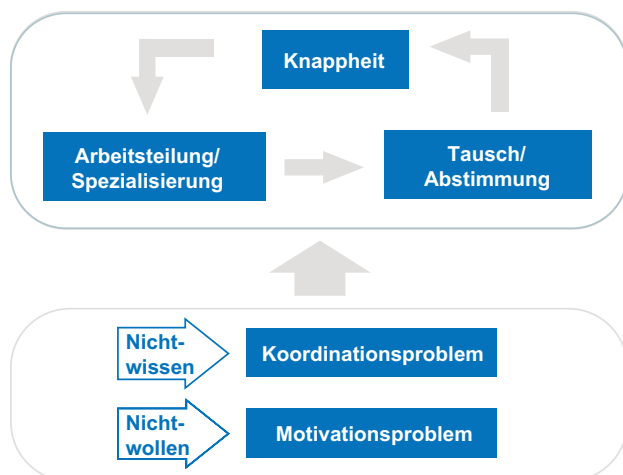 Knappheit
Arbeitsteilung/
Spezialisierung
Tausch/
Abstimmung
Nicht-
wissen
Koordinationsproblem
Nicht-
wollen
Motivationsproblem